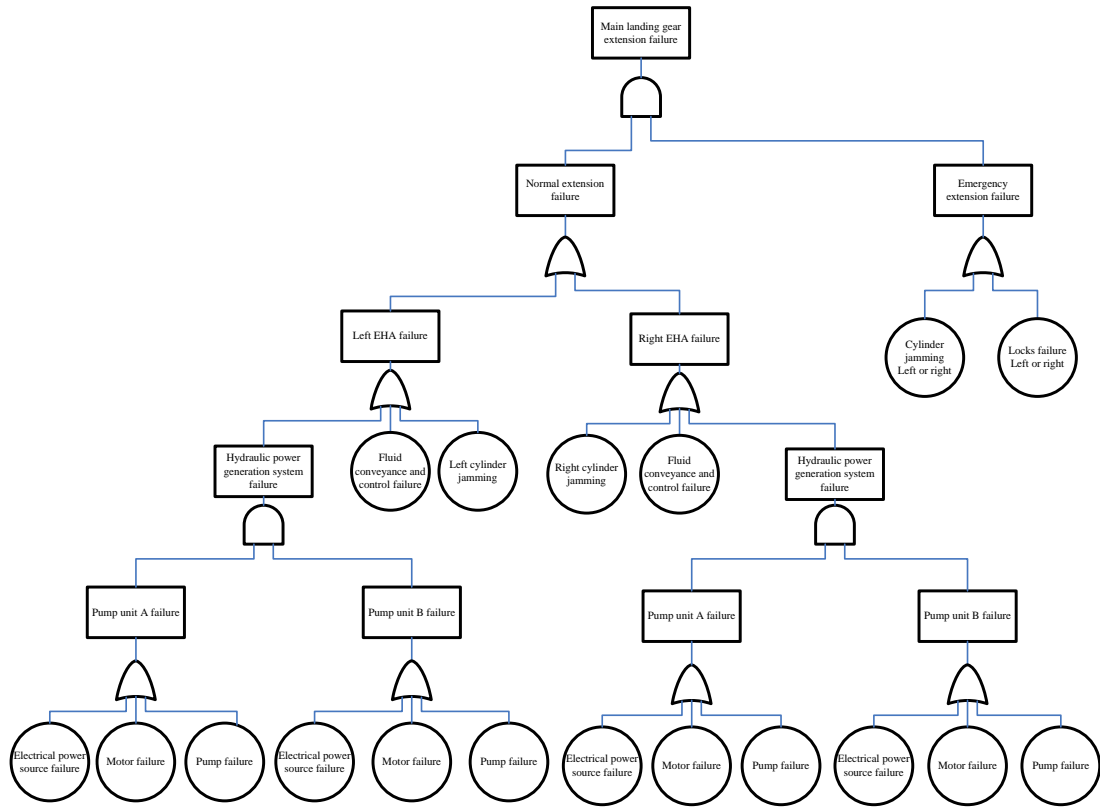 Main landing gear
extension failure
Normal extension
failure
Emergency
extension failure
Left EHA failure
Right EHA failure
Cylinder
jamming
Left or right
Locks failure
Left or right
Hydraulic power
generation system
failure
Fluid
conveyance and
control failure
Left cylinder
jamming
Right cylinder
jamming
Fluid
conveyance and
control failure
Hydraulic power
generation system
failure
Pump unit A failure
Pump unit B failure
Pump unit A failure
Pump unit B failure
Electrical power
source failure
Motor failure
Pump failure
Electrical power
source failure
Motor failure
Pump failure
Electrical power
source failure
Motor failure
Pump failure
Electrical power
source failure
Motor failure
Pump failure